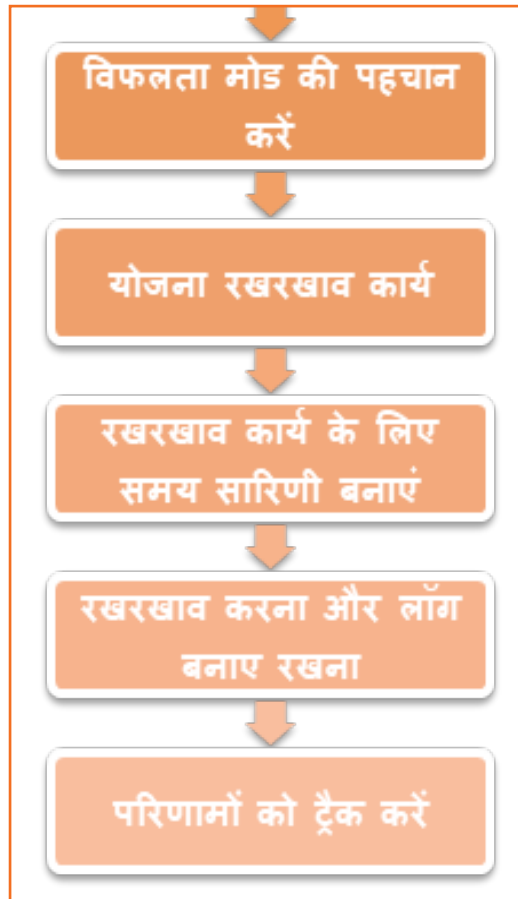 विफलता मोड की पहचान
करें
योजना रखरखाव कार्य
रखरखाव कार्य के लिए
समय सारिणी बनाएं
रखरखाव करना और लॉग
बनाए रखना
परिणामों को ट्रैक करें